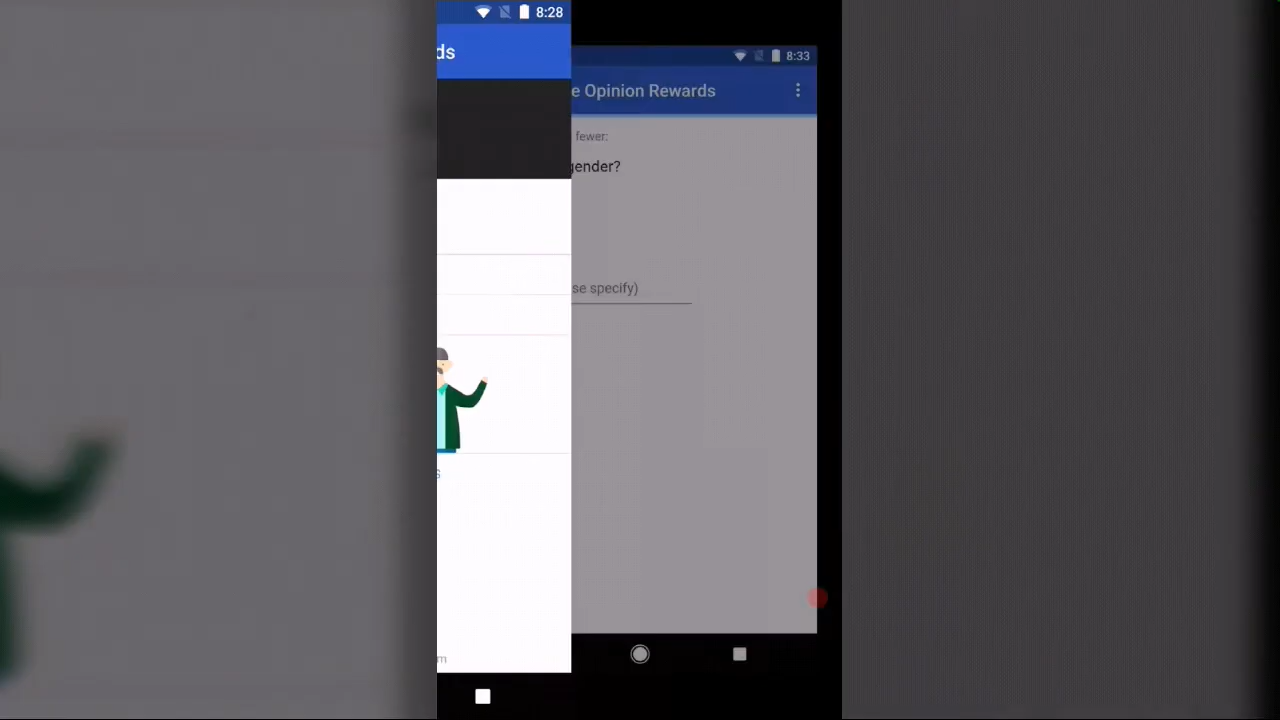 8:28
ds
8:33
e Opinion Rewards
fewer:
gender?
se specify)
m